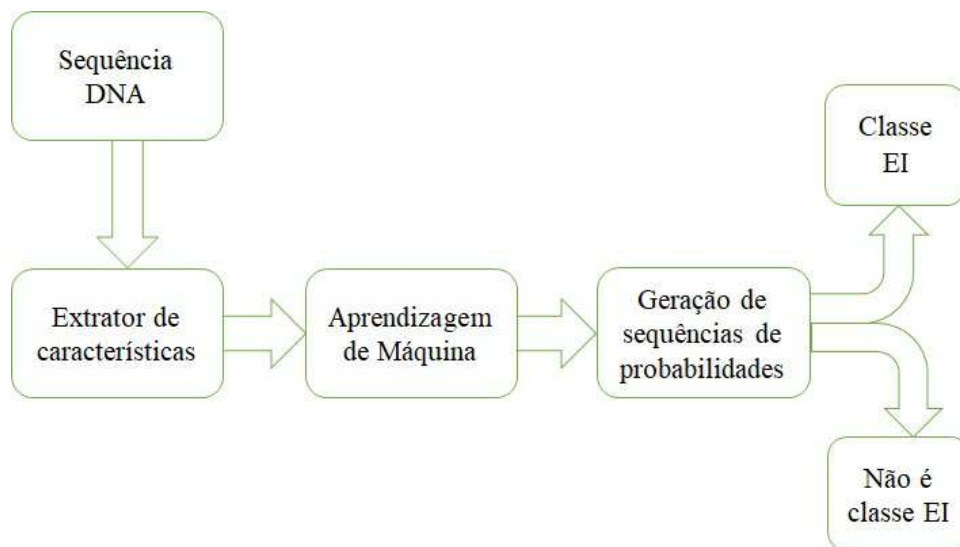 Sequência
DNA
Classe
EI
Extrator de
características
Aprendizagem
de Máquina
Geração de
sequências de
probabilidades
Não é
classe EI